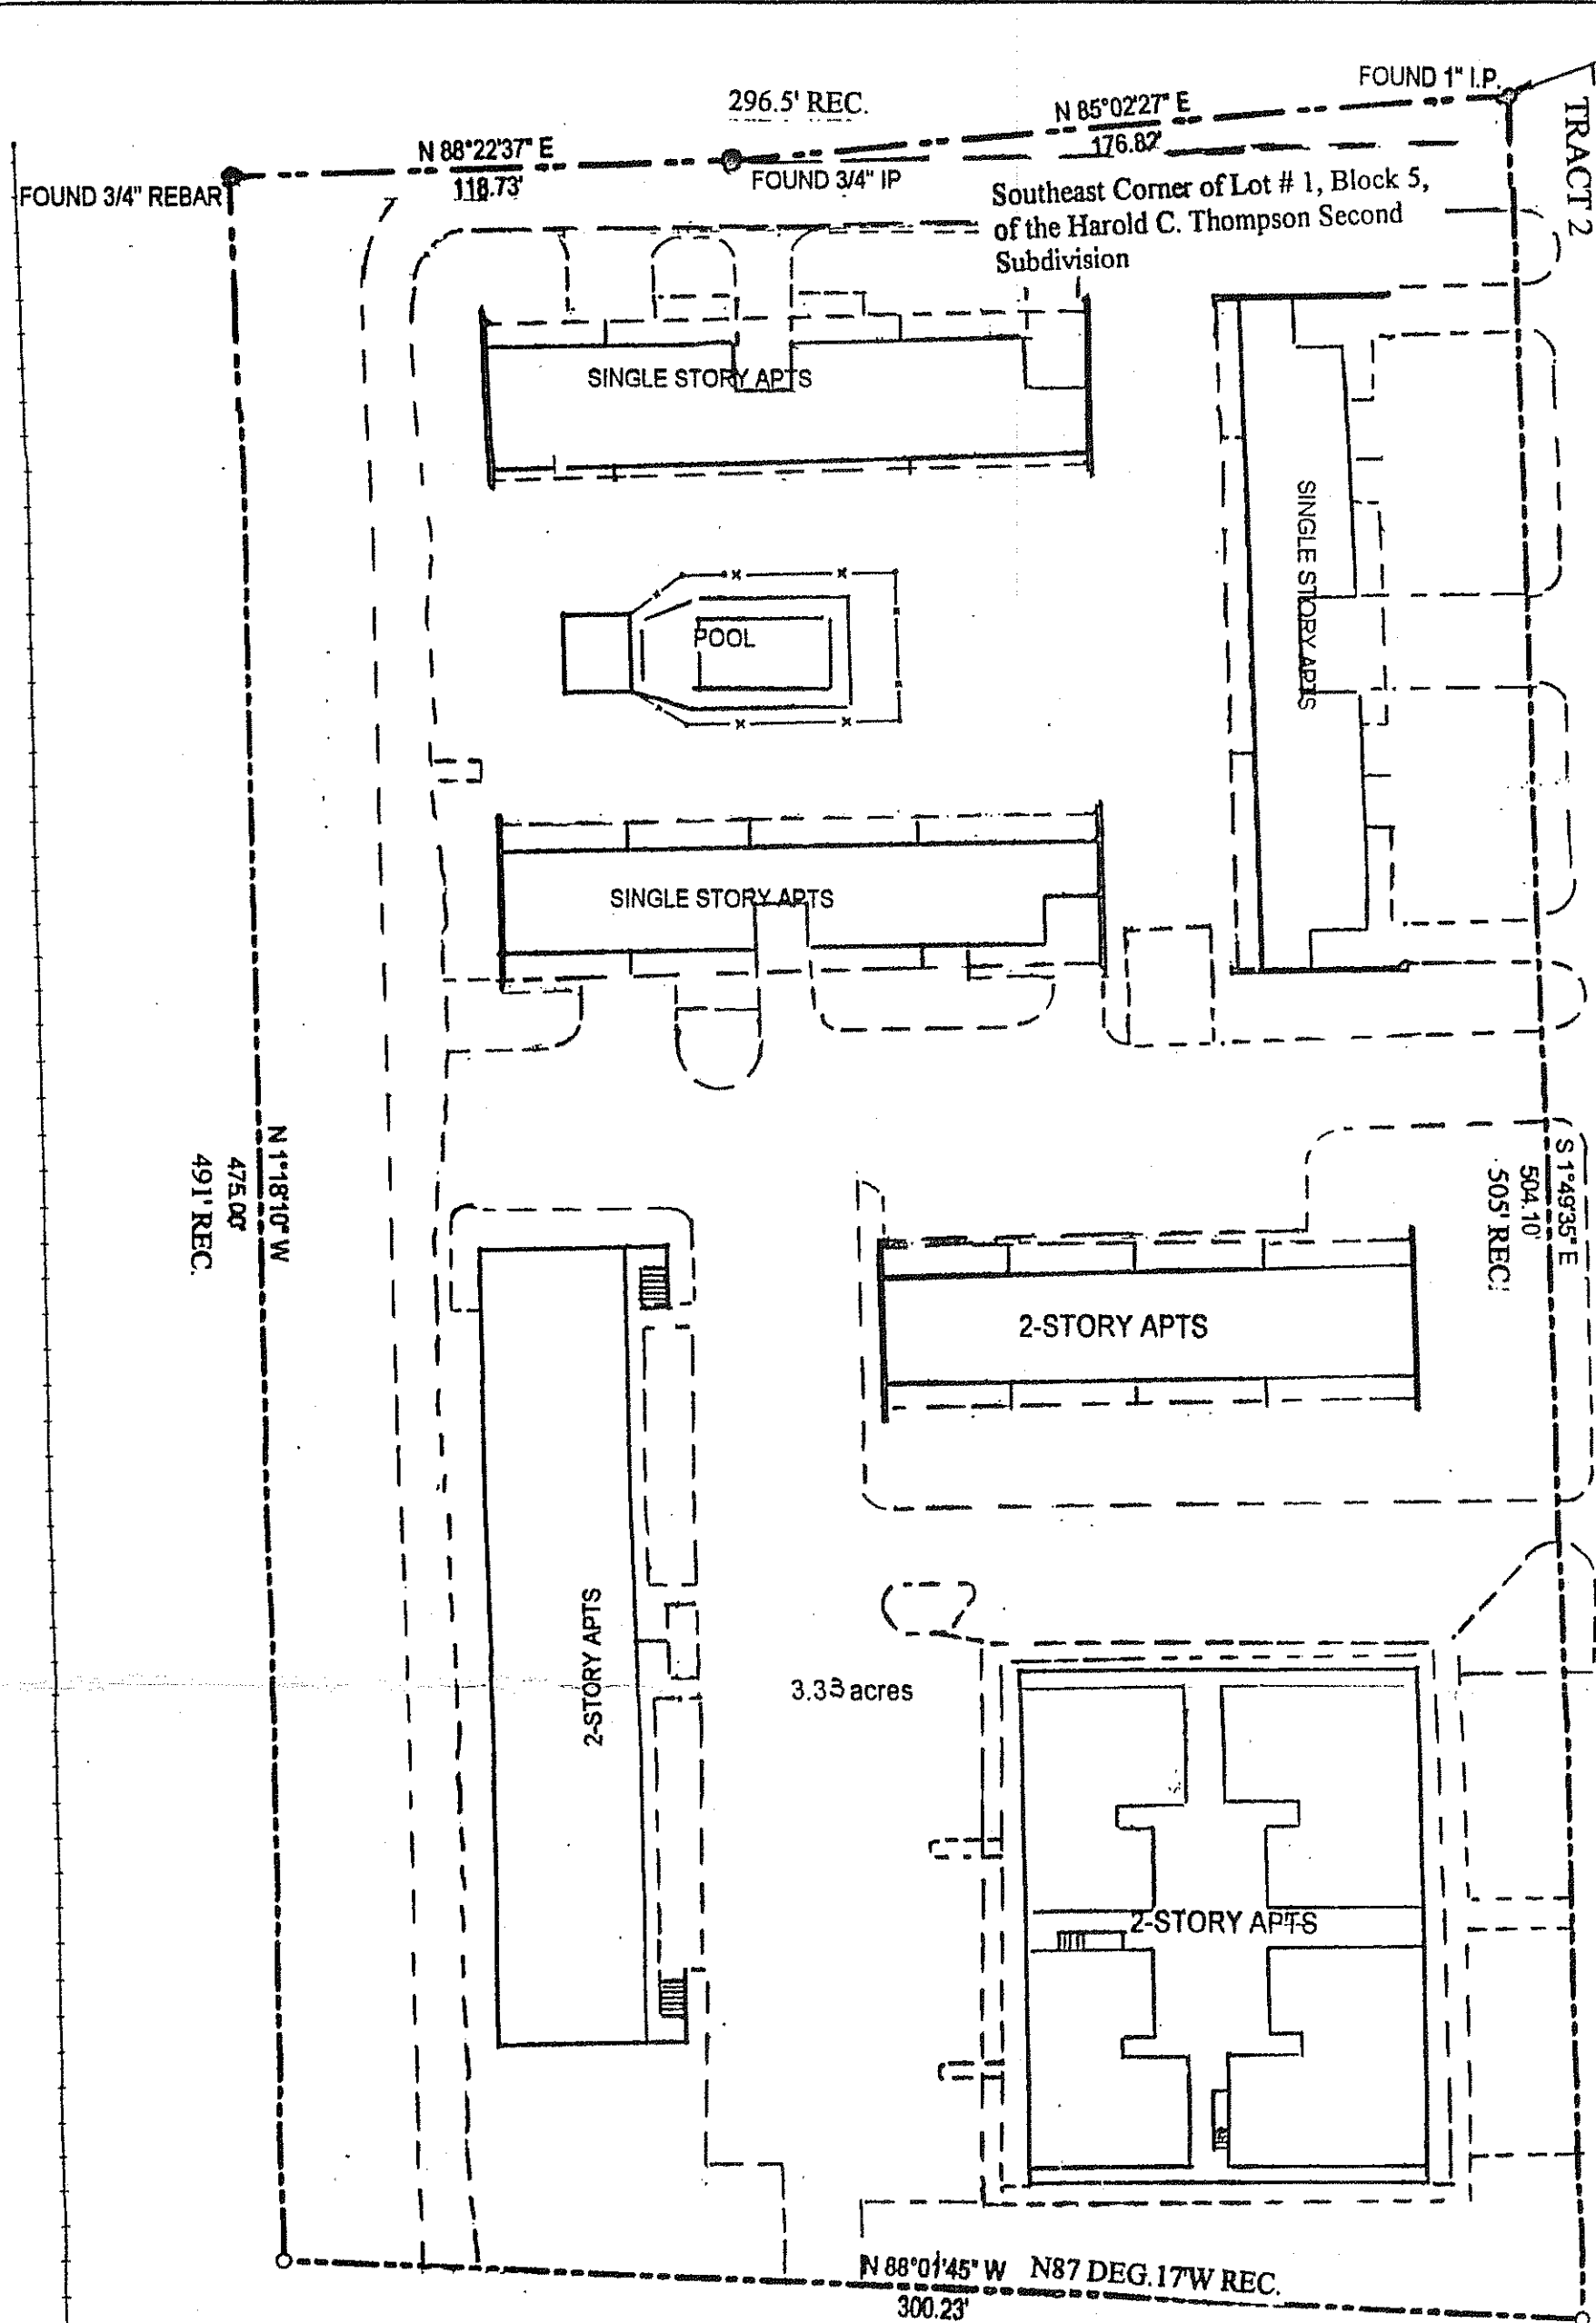 FOUND 1" I.P.
296.5' REC.
N 85°02'27" E
176.82'
TRACT 2
N 88°22'37" E
118.73'
FOUND 3/4" REBAR
FOUND 3/4" IP
Southeast Corner of Lot # 1, Block 5,
of the Harold C. Thompson Second
Subdivision
SINGLE STORY APTS
SINGLE STORY APTS
POOL
SINGLE STORY APTS
N 1°18'10" W
475.00'
491' REC.
S 1°49'35" E
504.10'
505' REC.
2-STORY APTS
2-STORY APTS
3.33 acres
2-STORY APTS
N 88°01'45" W N87 DEG.17'W REC.
300.23'